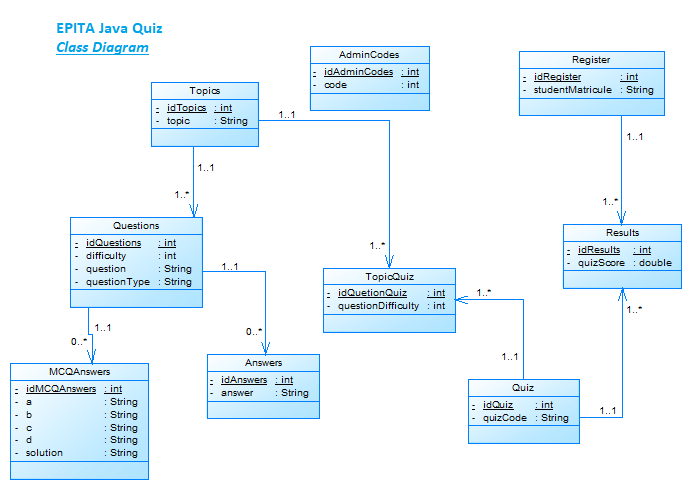 EPITA Java Quiz
Class Diagram
AdminCodes
- idAdminCodes : int
- code : int
Register
- idRegister : int
- studentMatricule : String
Topics
- idTopics : int
- topic : String
1..1
1..1
1..1
1..*
1..*
1..*
Questions
- idQuestions : int
- difficulty : int
- question : String
- questionType : String
Results
- idResults : int
- quizScore : double
1..1
0..*
TopicQuiz
- idQuetionQuiz : int
- questionDifficulty : int
1..*
1..*
1..1
0..*
1..1
MCQAnswers
- idMCQAnswers : int
- a : String
- b : String
- c : String
- d : String
- solution : String
Answers
- idAnswers : int
- answer : String
Quiz
- idQuiz : int
- quizCode : String
1..1